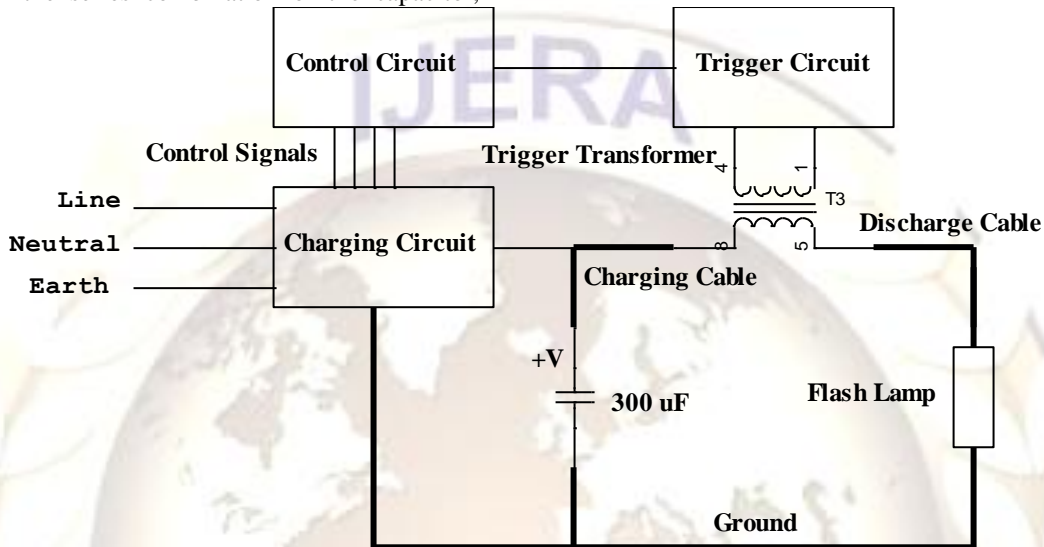 Control Circuit
Trigger Circuit
IJERA
Control Signals
Trigger Transformer
4
1
T3
Line
Neutral
Earth
Charging Circuit
8
5
Discharge Cable
Charging Cable
+V
300 uF
Flash Lamp
Ground